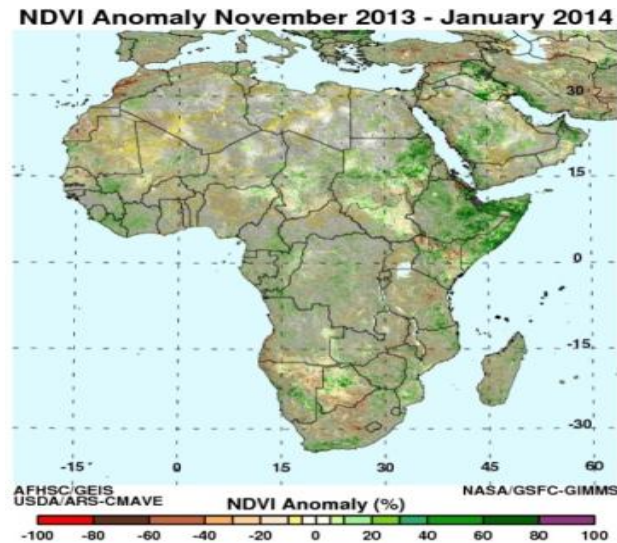 NDVI Anomaly November 2013 - January 2014
30
15
0
-15
-30
-15 0 15 30 45 60
AFHSC/GEIS
USDA/ARS-CMAVE
NASA/GSFC-GIMMS
NDVI Anomaly (%)
-100 -80 -60 -40 -20 0 20 40 60 80 100